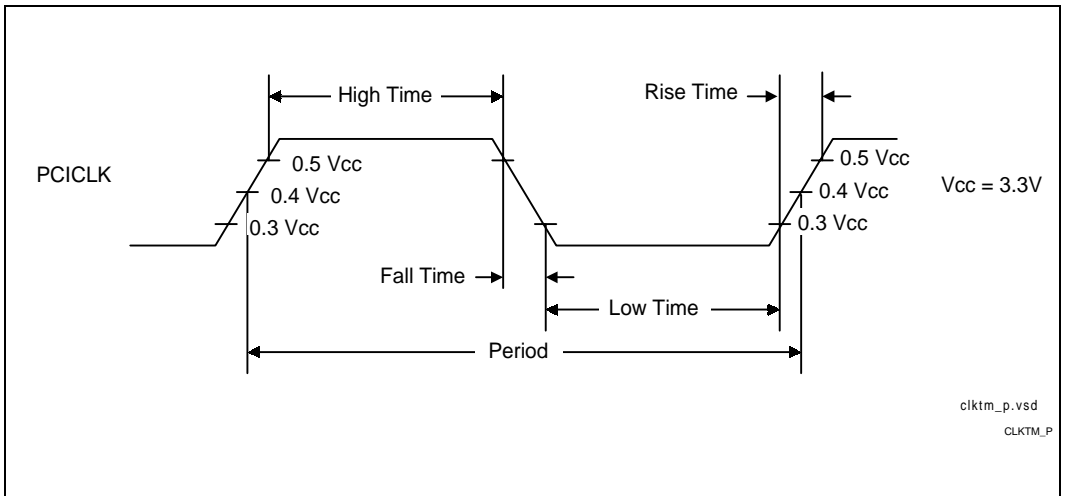 High Time
Rise Time
PCICLK
0.5 Vcc
0.4 Vcc
0.3 Vcc
0.5 Vcc
0.4 Vcc
0.3 Vcc
Vcc = 3.3V
Fall Time
Low Time
Period
clktm_p.vsd
CLKTM_P